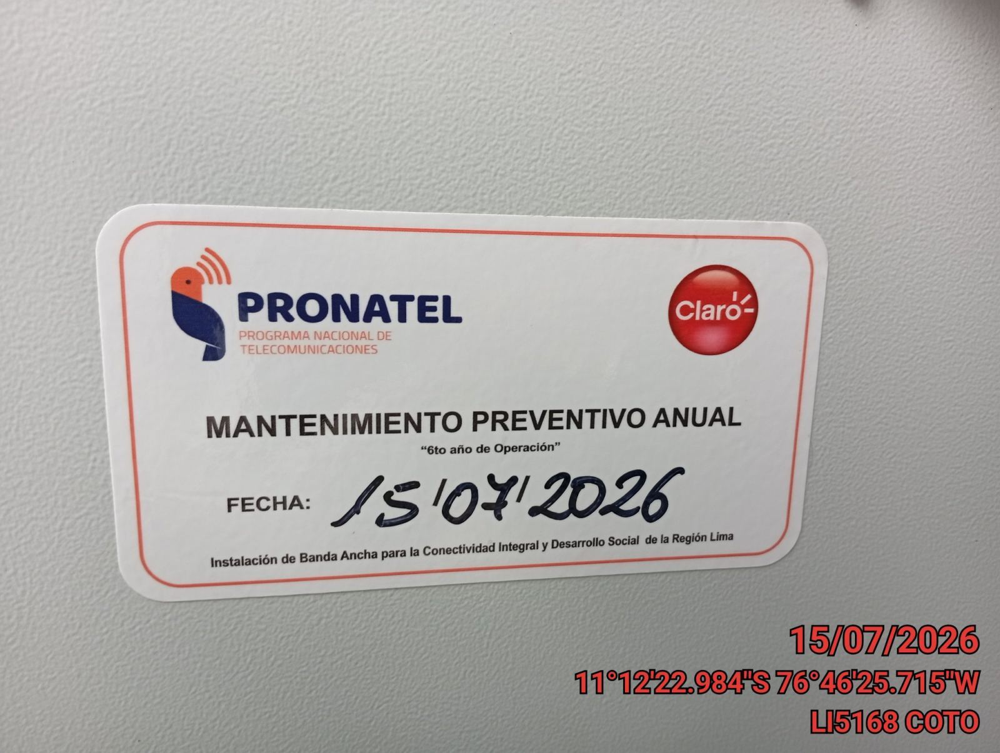 PRONATEL
PROGRAMA NACIONAL DE
TELECOMUNICACIONES
Claro
MANTENIMIENTO PREVENTIVO ANUAL
“6to año de Operación”
FECHA: 15/07/2026
Instalación de Banda Ancha para la Conectividad Integral y Desarrollo Social de la Región Lima
15/07/2026
11°12'22.984"S 76°46'25.715"W
LI5168 COTO